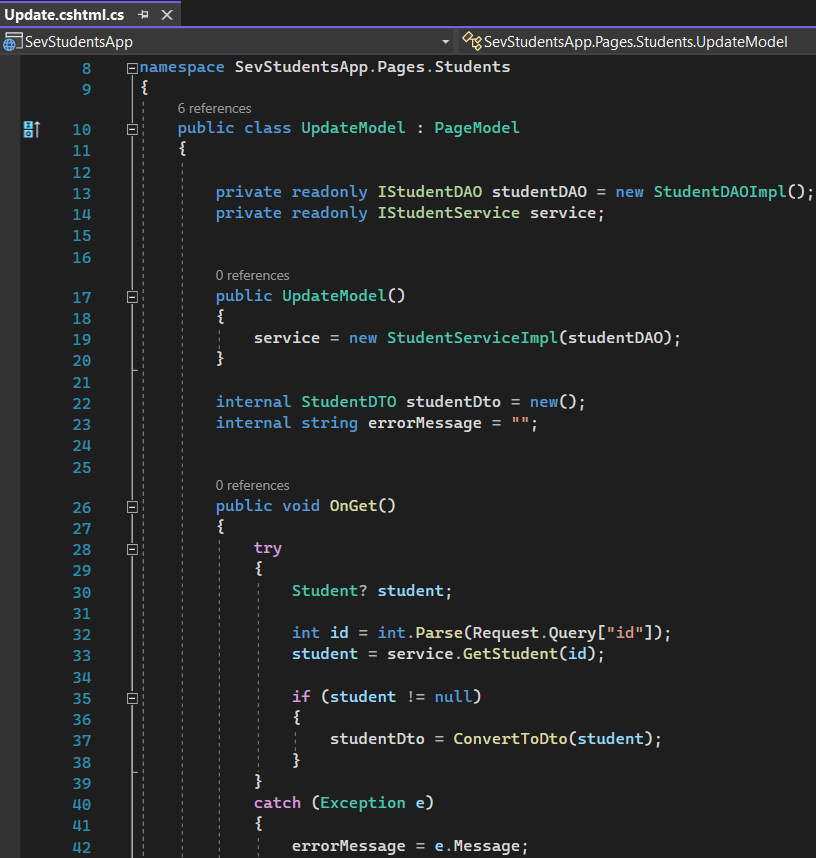 Update.cshtml.cs
SevStudentsApp SevStudentsApp.Pages.Students.UpdateModel
8 namespace SevStudentsApp.Pages.Students
9 {
6 references
10 public class UpdateModel : PageModel
11 {
12
13 private readonly IStudentDAO studentDAO = new StudentDAOImpl();
14 private readonly IStudentService service;
15
16
0 references
17 public UpdateModel()
18 {
19 service = new StudentServiceImpl(studentDAO);
20 }
21
22 internal StudentDTO studentDto = new();
23 internal string errorMessage = "";
24
25
0 references
26 public void OnGet()
27 {
28 try
29 {
30 Student? student;
31
32 int id = int.Parse(Request.Query["id"]);
33 student = service.GetStudent(id);
34
35 if (student != null)
36 {
37 studentDto = ConvertToDto(student);
38 }
39 }
40 catch (Exception e)
41 {
42 errorMessage = e.Message;